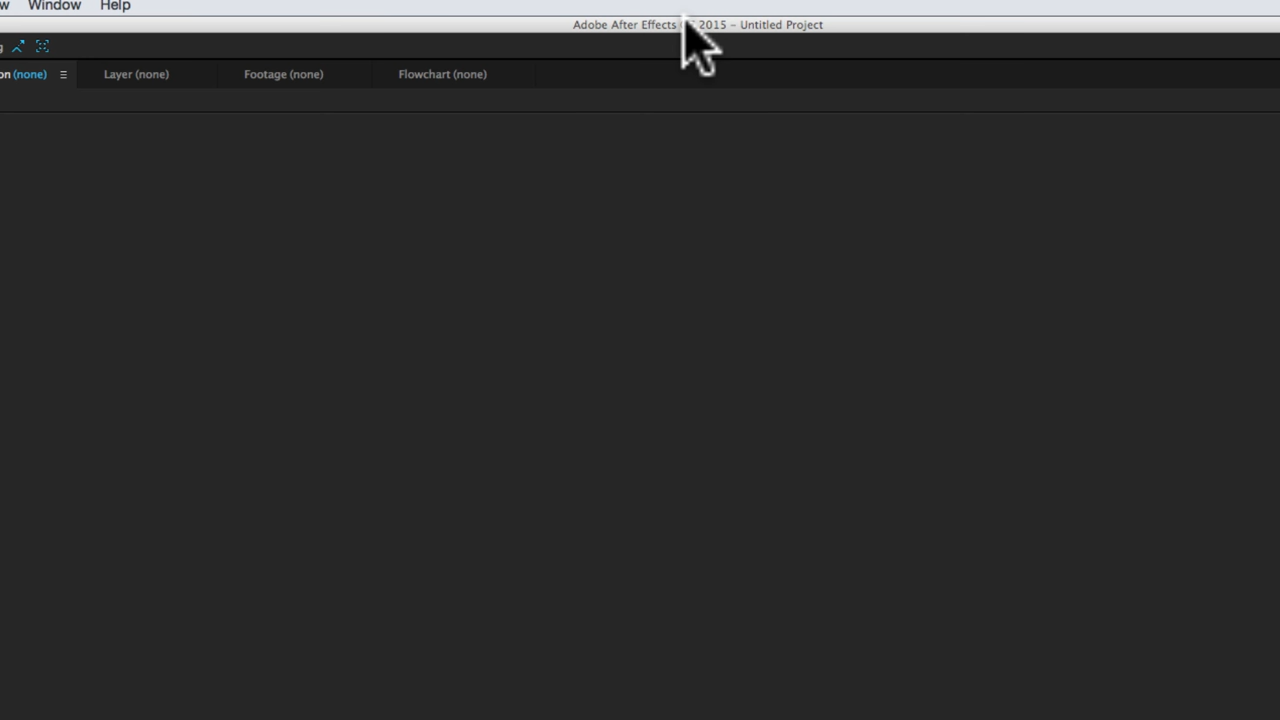 Window Help
Adobe After Effects 2015 – Untitled Project
(none) Layer (none) Footage (none) Flowchart (none)